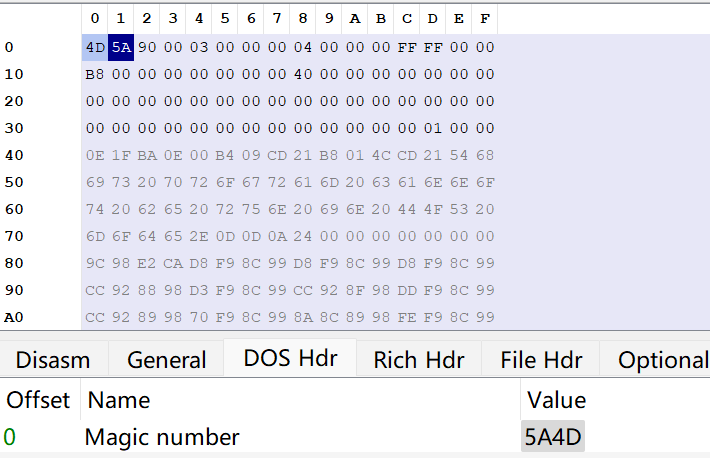 0 1 2 3 4 5 6 7 8 9 A B C D E F
0 4D 5A 90 00 03 00 00 00 04 00 00 00 FF FF 00 00
10 B8 00 00 00 00 00 00 00 40 00 00 00 00 00 00 00
20 00 00 00 00 00 00 00 00 00 00 00 00 00 00 00 00
30 00 00 00 00 00 00 00 00 00 00 00 00 00 01 00 00
40 0E 1F BA 0E 00 B4 09 CD 21 B8 01 4C CD 21 54 68
50 69 73 20 70 72 6F 67 72 61 6D 20 63 61 6E 6E 6F
60 74 20 62 65 20 72 75 6E 20 69 6E 20 44 4F 53 20
70 6D 6F 64 65 2E 0D 0D 0A 24 00 00 00 00 00 00 00
80 9C 98 E2 CA D8 F9 8C 99 D8 F9 8C 99 D8 F9 8C 99
90 CC 92 88 98 D3 F9 8C 99 CC 92 8F 98 DD F9 8C 99
A0 CC 92 89 98 70 F9 8C 99 8A 8C 89 98 FE F9 8C 99
Disasm General DOS Hdr Rich Hdr File Hdr Optional
Offset Name Value
0 Magic number 5A4D